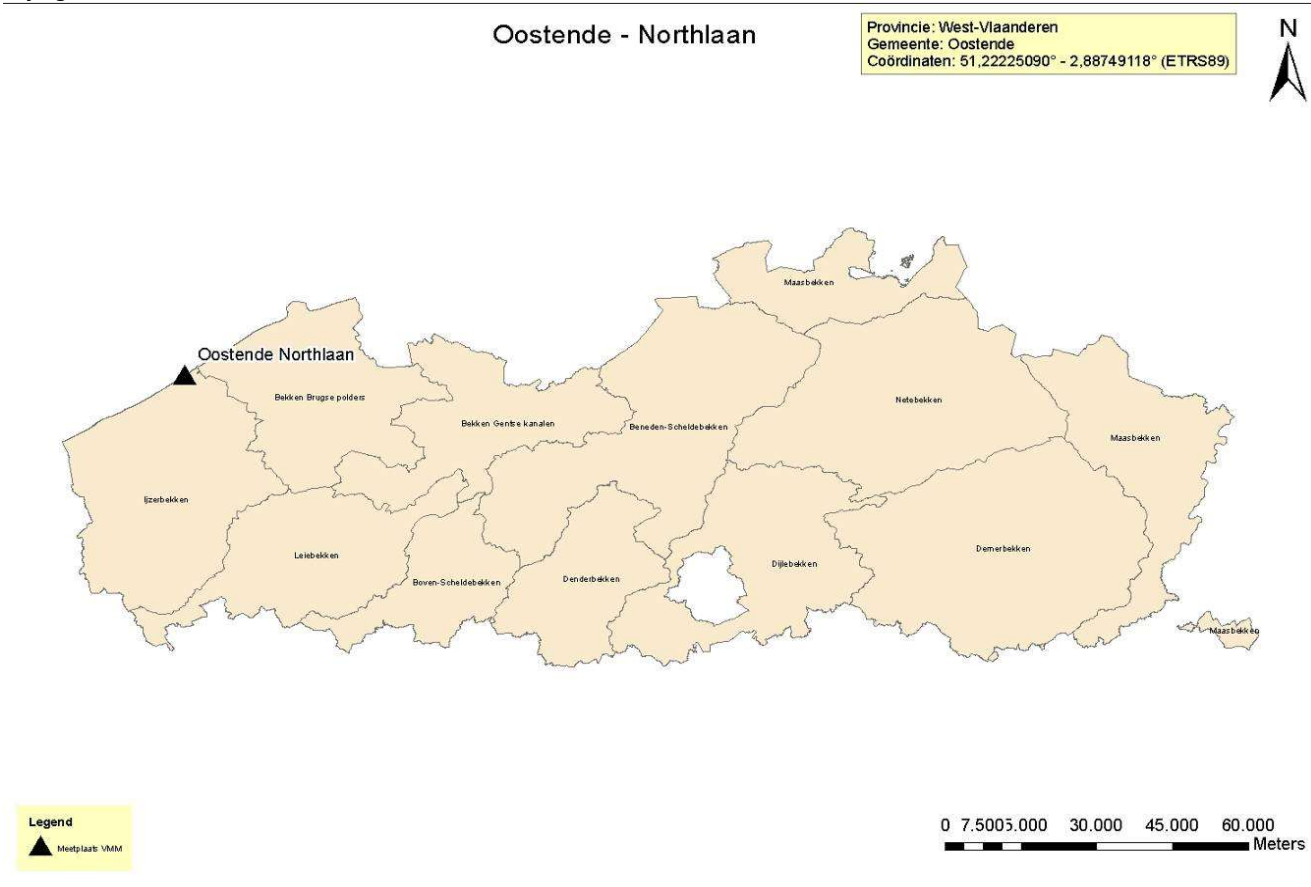 Oostende - Northlaan
Provincie: West-Vlaanderen
Gemeente: Oostende
Coördinaten: 51,22225090° - 2,88749118° (ETRS89)
N
Maasbekken
Oostende Northlaan
Bekken Brugse polders
Netebekken
Bekken Gentse kanalen
Beneden-Scheldebekken
Maasbekken
Ijzerbekken
Leiebekken
Demerbekken
Dijlebekken
Boven-Scheldebekken
Denderbekken
Maasbekken
Legend
Meetplaats VMM
0 7.500 30.000 45.000 60.000
Meters